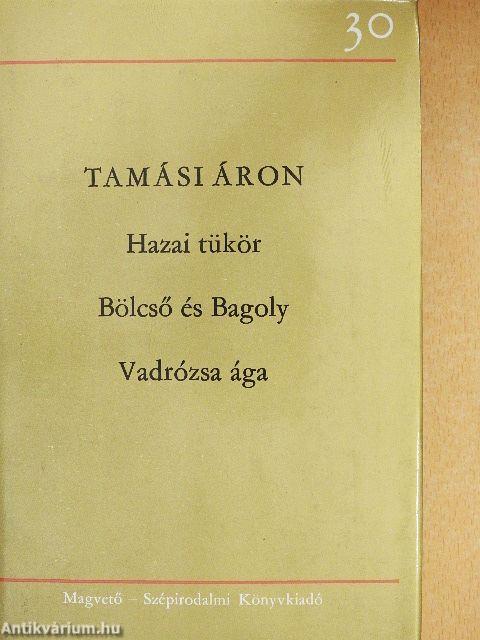 30
TAMÁSI ÁRON
Hazai tükör
Bölcső és Bagoly
Vadrózsa ága
Magvető – Szépirodalmi Könyvkiadó
Antikvárium.hu